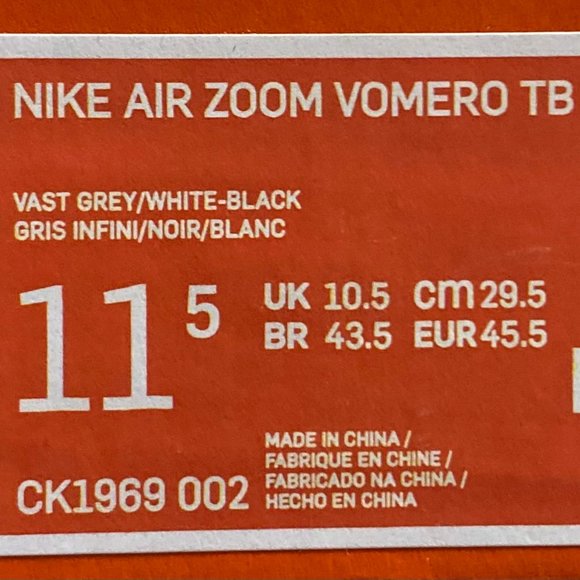 NIKE AIR ZOOM VOMERO TB
VAST GREY/WHITE-BLACK
GRIS INFINI/NOIR/BLANC
11 5
UK 10.5 cm 29.5
BR 43.5 EUR 45.5
MADE IN CHINA /
FABRIQUE EN CHINE /
FABRICADO NA CHINA /
HECHO EN CHINA
CK1969 002